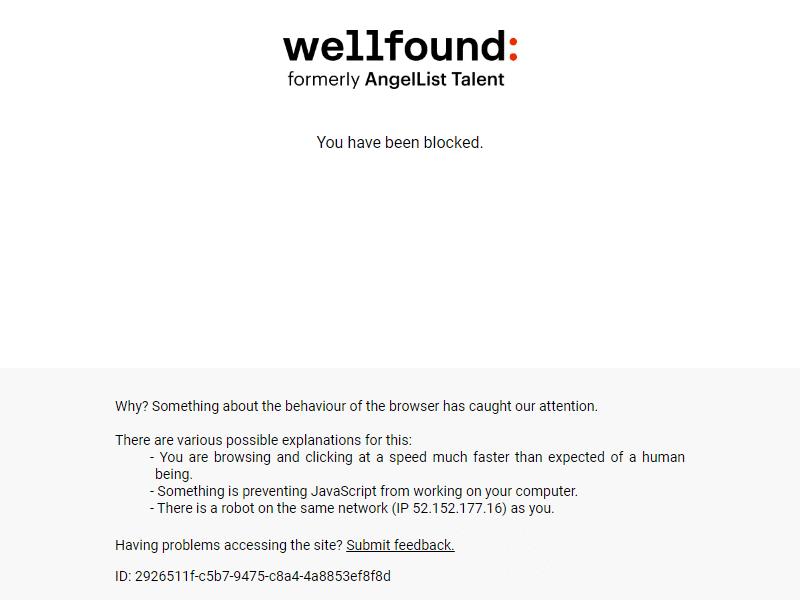 wellfound:
formerly AngelList Talent
You have been blocked.
Why? Something about the behaviour of the browser has caught our attention.
There are various possible explanations for this:
- You are browsing and clicking at a speed much faster than expected of a human
being.
- Something is preventing JavaScript from working on your computer.
- There is a robot on the same network (IP 52.152.177.16) as you.
Having problems accessing the site? Submit feedback.
ID: 2926511f-c5b7-9475-c8a4-4a8853ef8f8d